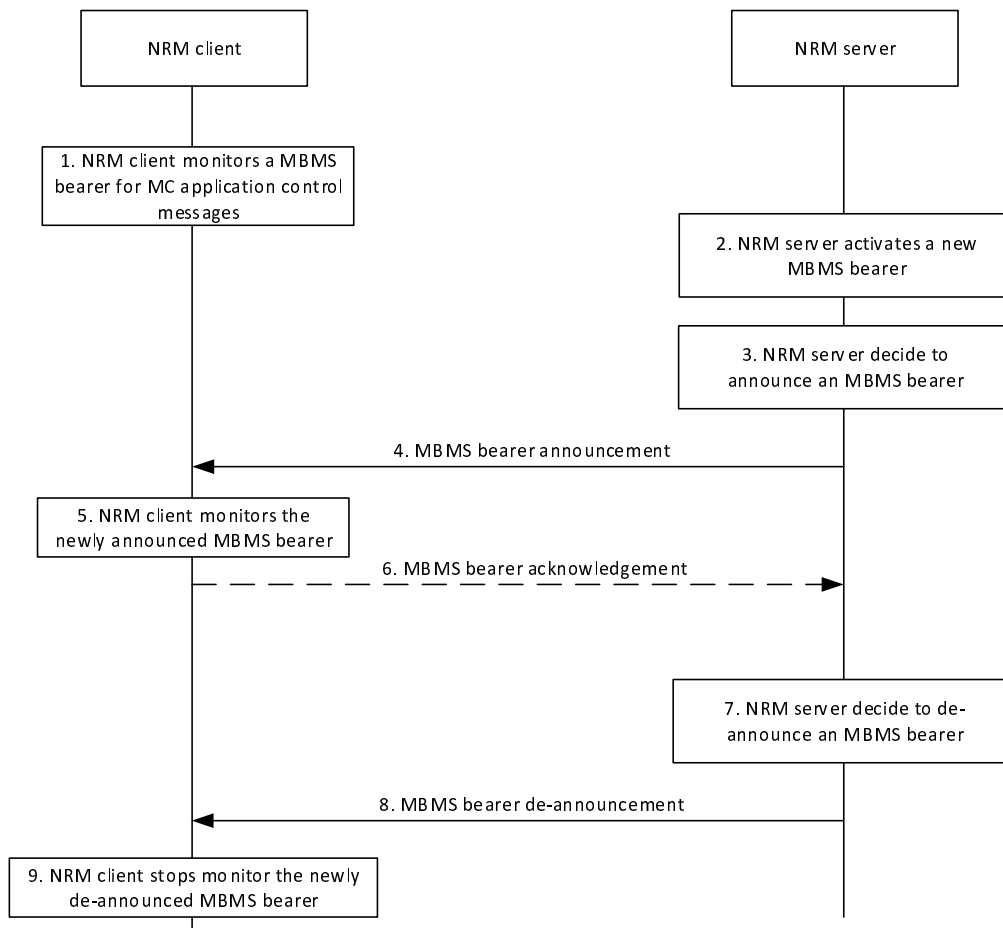 NRM client
NRM server
1. NRM client monitors a MBMS
bearer for MC application control
messages
2. NRM server activates a new
MBMS bearer
3. NRM server decide to
announce an MBMS bearer
4. MBMS bearer announcement
5. NRM client monitors the
newly announced MBMS bearer
6. MBMS bearer acknowledgement
7. NRM server decide to de-
announce an MBMS bearer
8. MBMS bearer de-announcement
9. NRM client stops monitor the newly
de-announced MBMS bearer